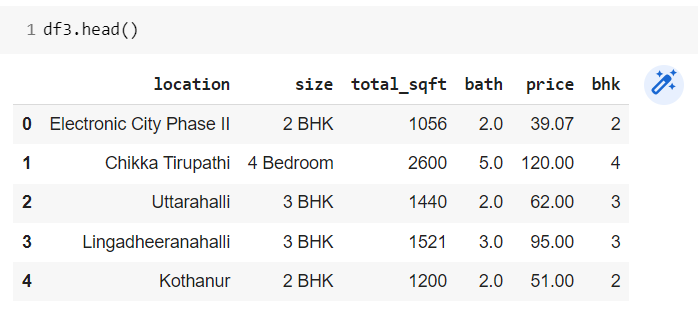 1 df3.head()
location size total_sqft bath price bhk
0 Electronic City Phase II 2 BHK 1056 2.0 39.07 2
1 Chikka Tirupathi 4 Bedroom 2600 5.0 120.00 4
2 Uttarahalli 3 BHK 1440 2.0 62.00 3
3 Lingadheeranahalli 3 BHK 1521 3.0 95.00 3
4 Kothanur 2 BHK 1200 2.0 51.00 2